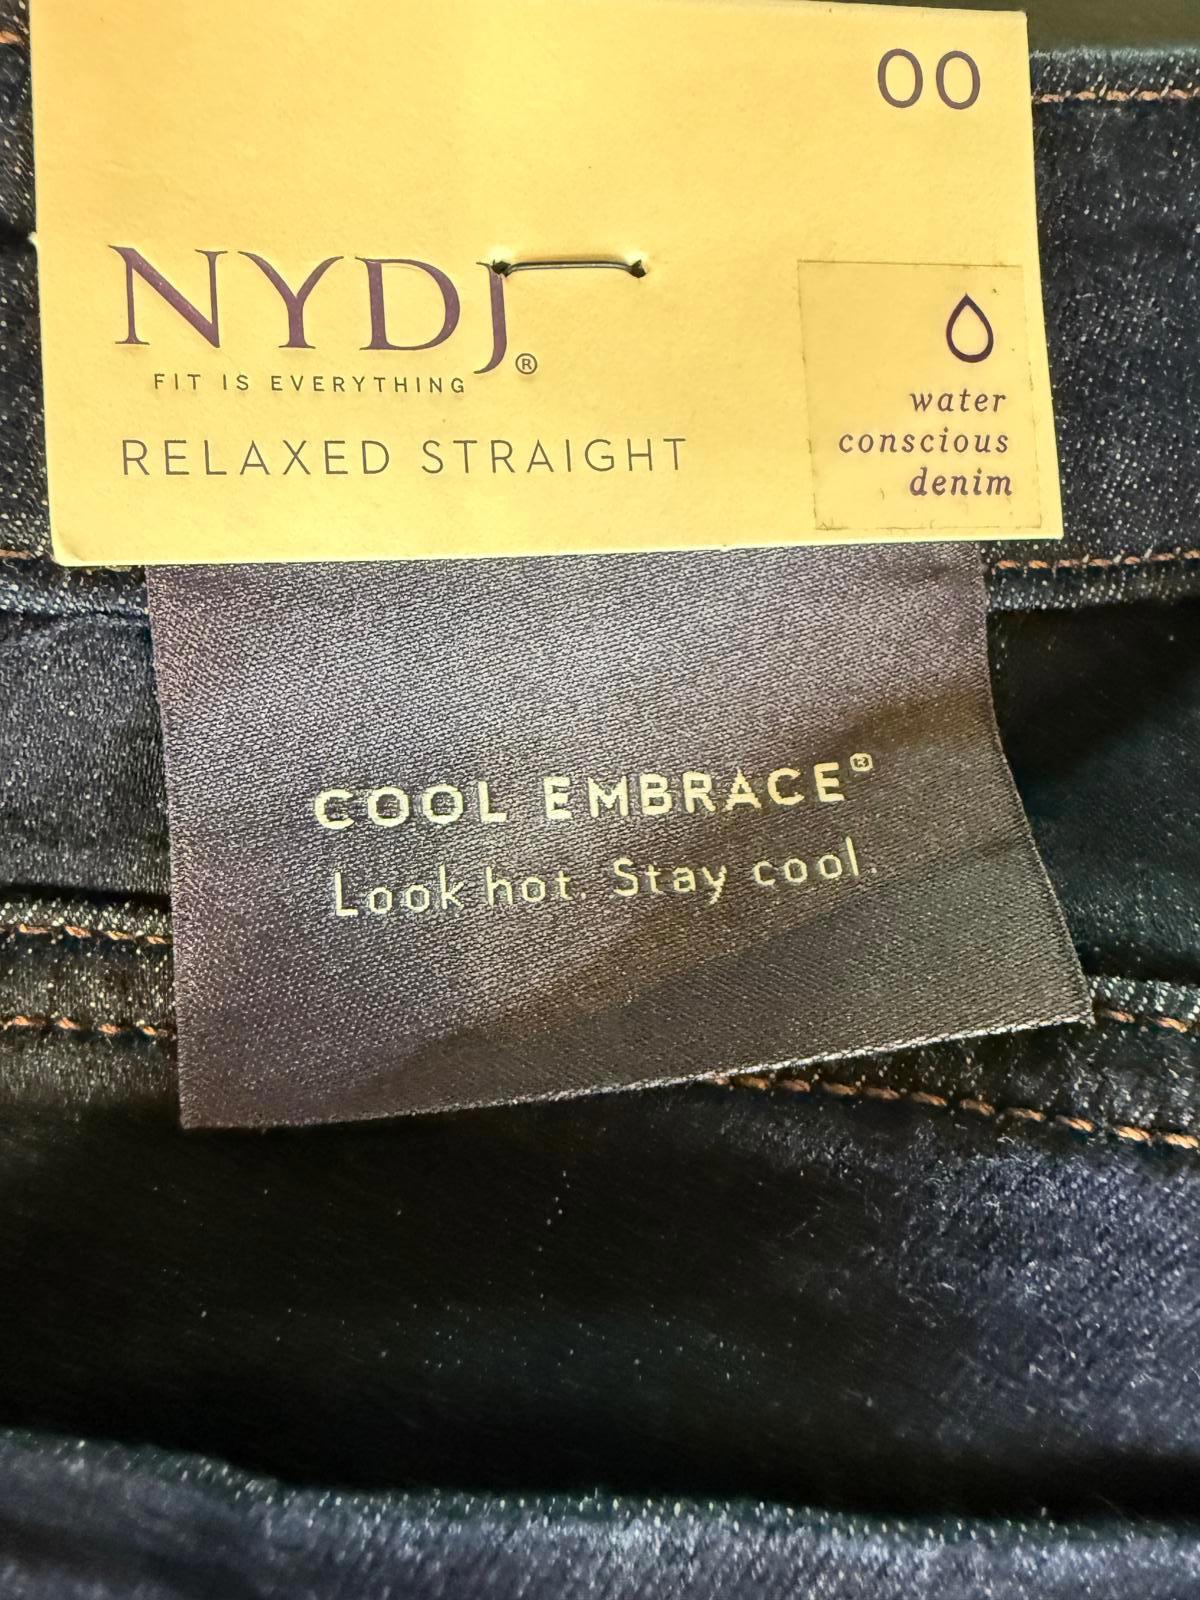 00
NYDJ®
FIT IS EVERYTHING
RELAXED STRAIGHT
water
conscious
denim
COOL EMBRACE®
Look hot. Stay cool.